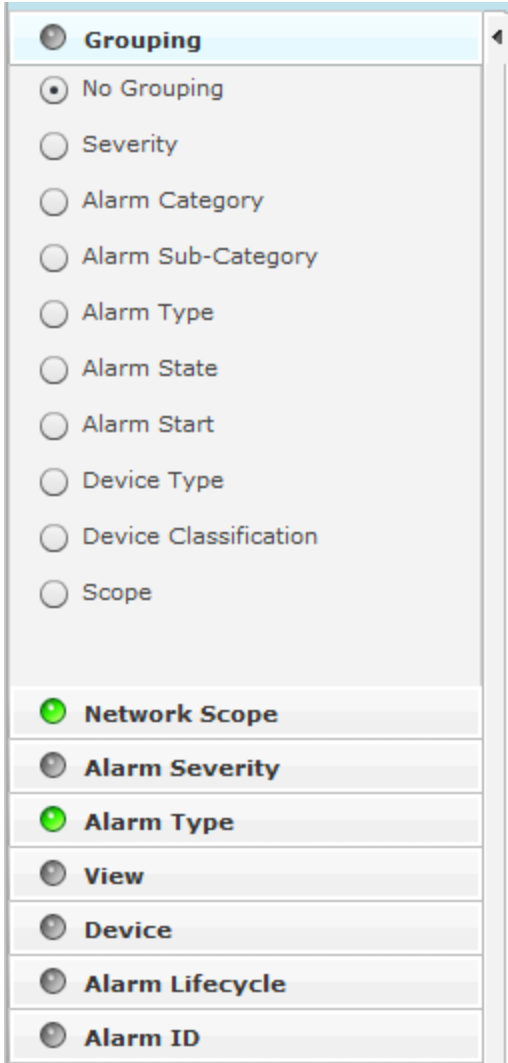 Grouping
No Grouping
Severity
Alarm Category
Alarm Sub-Category
Alarm Type
Alarm State
Alarm Start
Device Type
Device Classification
Scope
Network Scope
Alarm Severity
Alarm Type
View
Device
Alarm Lifecycle
Alarm ID